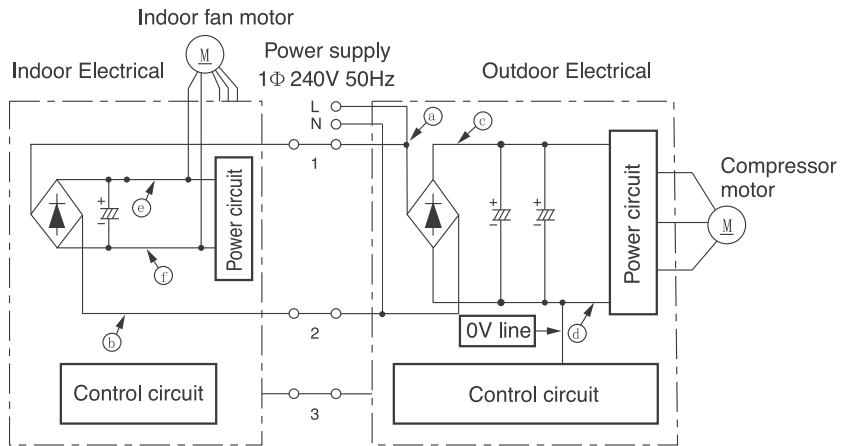 Indoor fan motor
M
Power supply
1Φ 240V 50Hz
Indoor Electrical
Outdoor Electrical
L
N
a
c
1
+
−
e
f
Power circuit
+
−
+
−
Power circuit
Compressor
motor
M
b
2
0V line
d
Control circuit
3
Control circuit